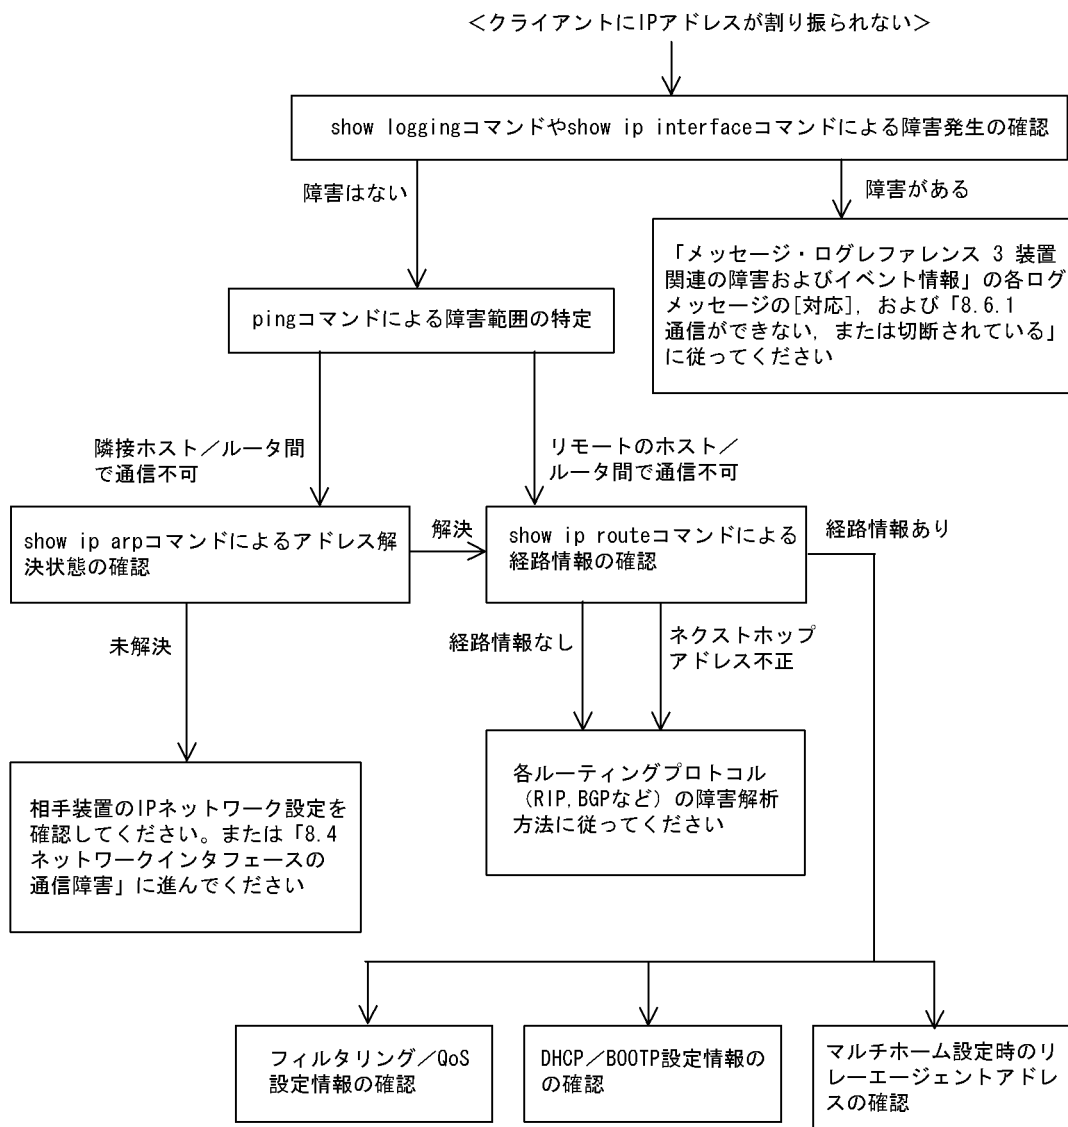 <クライアントにIPアドレスが割り振られない>
show loggingコマンドやshow ip interfaceコマンドによる障害発生の確認
障害はない
障害がある
「メッセージ・ログレファレンス 3 装置
関連の障害およびイベント情報」の各ログ
メッセージの[対応], および「8.6.1
通信ができない, または切断されている」
に従ってください
pingコマンドによる障害範囲の特定
隣接ホスト/ルータ間
で通信不可
リモートのホスト/
ルータ間で通信不可
show ip arpコマンドによるアドレス解
決状態の確認
解決
show ip routeコマンドによる
経路情報の確認
経路情報あり
未解決
経路情報なし
ネクストホップ
アドレス不正
相手装置のIPネットワーク設定を
確認してください。または「8.4
ネットワークインタフェースの
通信障害」に進んでください
各ルーティングプロトコル
(RIP,BGPなど)の障害解析
方法に従ってください
フィルタリング/QoS
設定情報の確認
DHCP/BOOTP設定情報の
の確認
マルチホーム設定時のリ
レーエージェントアドレ
スの確認